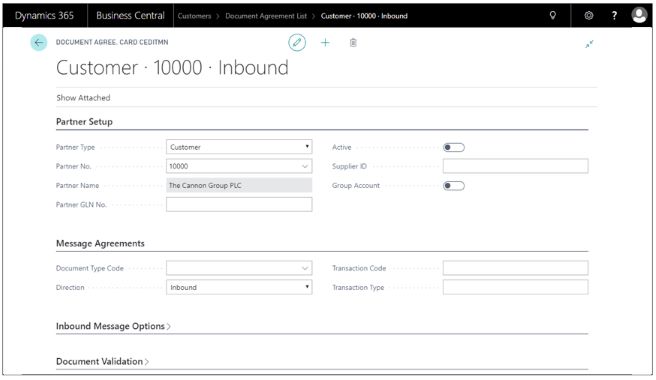 Dynamics 365 Business Central Customers > Document Agreement List > Customer · 10000 · Inbound ?
DOCUMENT AGREE. CARD CEDITMN
Customer · 10000 · Inbound
Show Attached
Partner Setup
Partner Type Customer Active
Partner No. 10000 Supplier ID
Partner Name The Cannon Group PLC Group Account
Partner GLN No.
Message Agreements
Document Type Code Transaction Code
Direction Inbound Transaction Type
Inbound Message Options >
Document Validation >